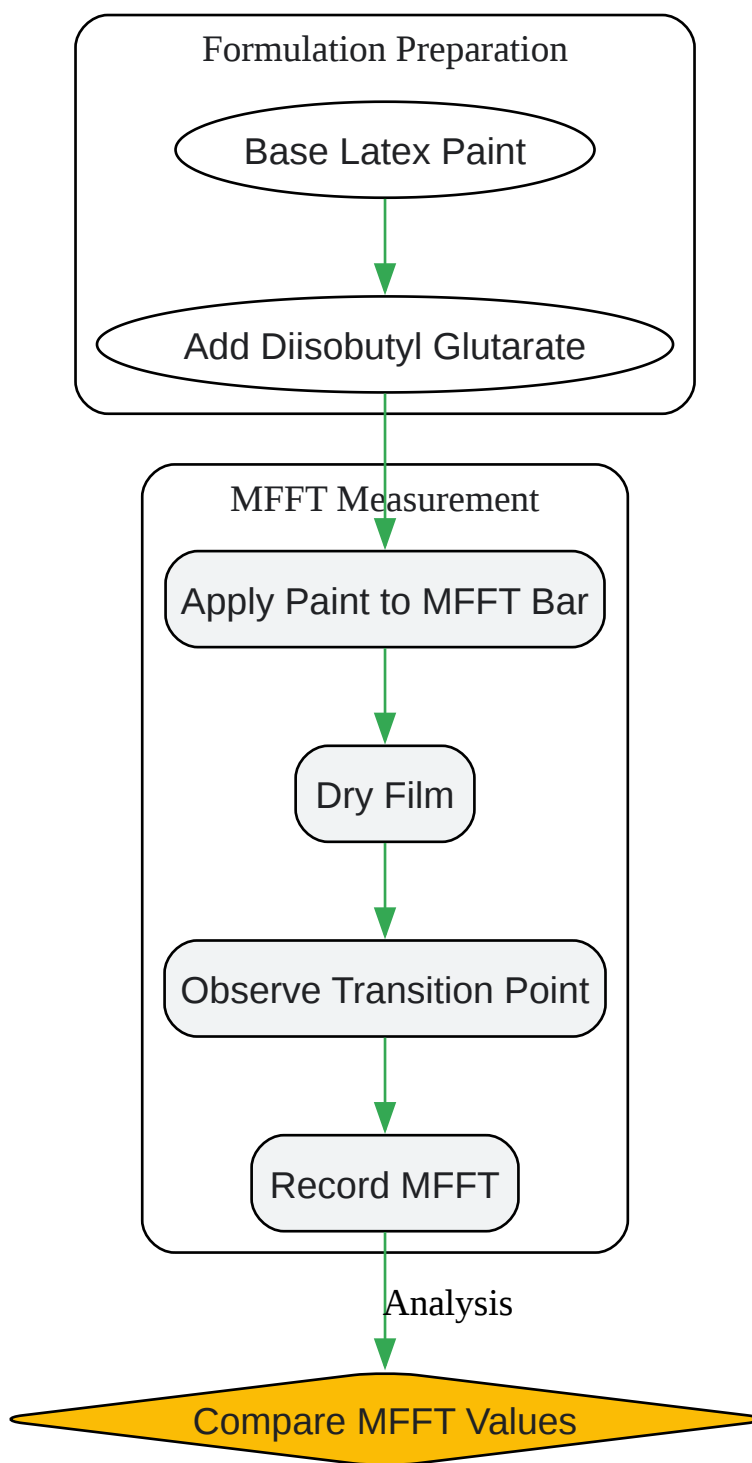 Formulation Preparation
Base Latex Paint
Add Diisobutyl Glutarate
MFFT Measurement
Apply Paint to MFFT Bar
Dry Film
Observe Transition Point
Record MFFT
Analysis
Compare MFFT Values